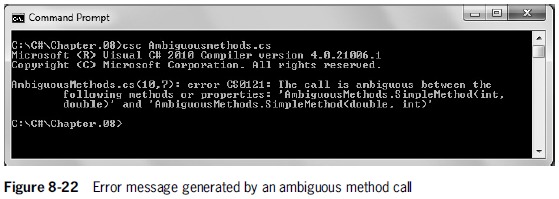 Command Prompt
C:\C#\Chapter.08>csc Ambiguousmethods.cs
Microsoft (R) Visual C# 2010 Compiler version 4.0.21006.1
Copyright (C) Microsoft Corporation. All rights reserved.
AmbiguousMethods.cs(10,7): error CS0121: The call is ambiguous between the
following methods or properties: 'AmbiguousMethods.SimpleMethod(int,
double)' and 'AmbiguousMethods.SimpleMethod(double, int)'
C:\C#\Chapter.08>
Figure 8-22 Error message generated by an ambiguous method call